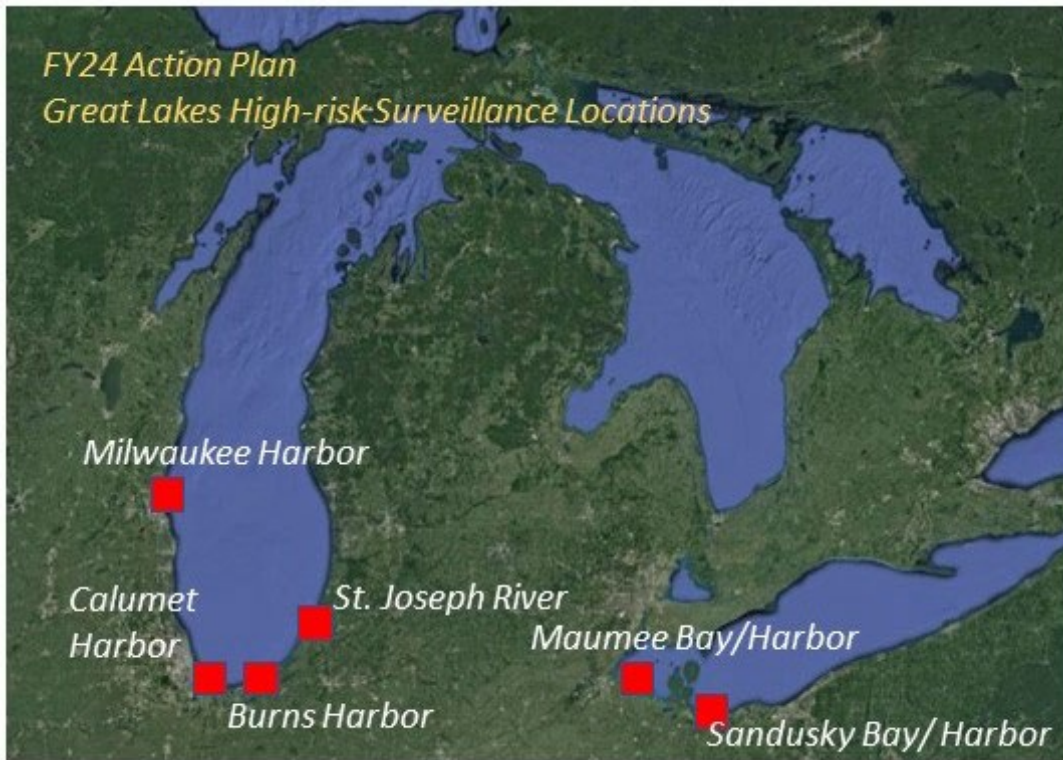 FY24 Action Plan
Great Lakes High-risk Surveillance Locations
Milwaukee Harbor
Calumet
Harbor
St. Joseph River
Burns Harbor
Maumee Bay/Harbor
Sandusky Bay/ Harbor